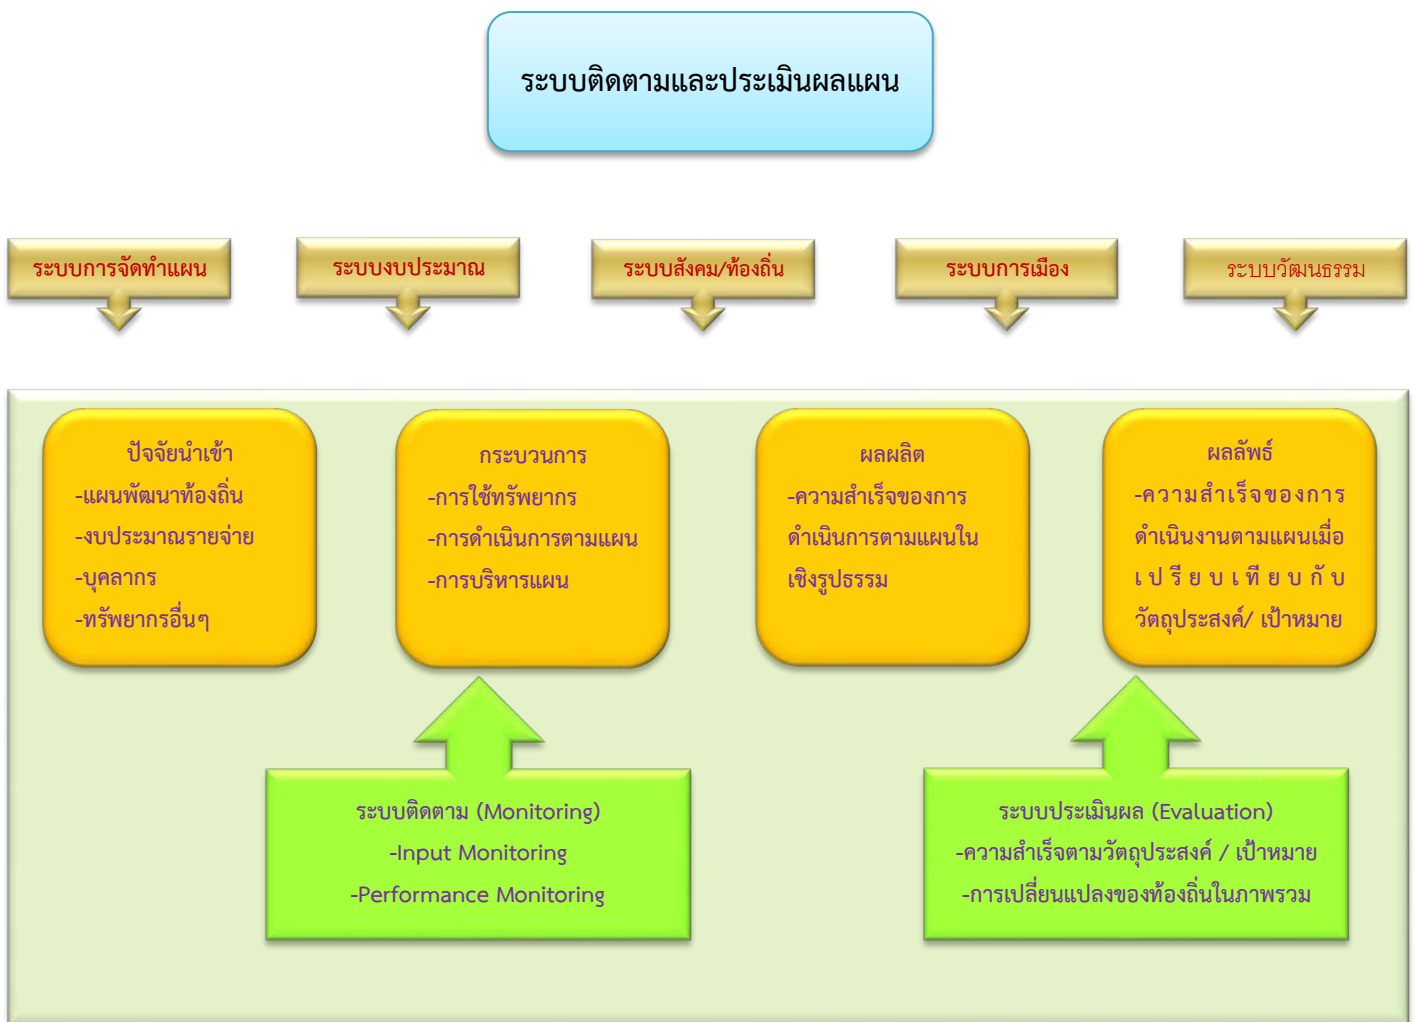 ระบบติดตามและประเมินผลแผน
ระบบการจัดทำแผน
ระบบงบประมาณ
ระบบสังคม/ท้องถิ่น
ระบบการเมือง
ระบบวัฒนธรรม
ปัจจัยนำเข้า
-แผนพัฒนาท้องถิ่น
-งบประมาณรายจ่าย
-บุคลากร
-ทรัพยากรอื่นๆ
กระบวนการ
-การใช้ทรัพยากร
-การดำเนินการตามแผน
-การบริหารแผน
ผลผลิต
-ความสำเร็จของการ
ดำเนินการตามแผนใน
เชิงรูปธรรม
ผลลัพธ์
-ความสำเร็จของการ
ดำเนินงานตามแผนเมื่อ
เปรียบเทียบกับ
วัตถุประสงค์/ เป้าหมาย
ระบบติดตาม (Monitoring)
-Input Monitoring
-Performance Monitoring
ระบบประเมินผล (Evaluation)
-ความสำเร็จตามวัตถุประสงค์ / เป้าหมาย
-การเปลี่ยนแปลงของท้องถิ่นในภาพรวม